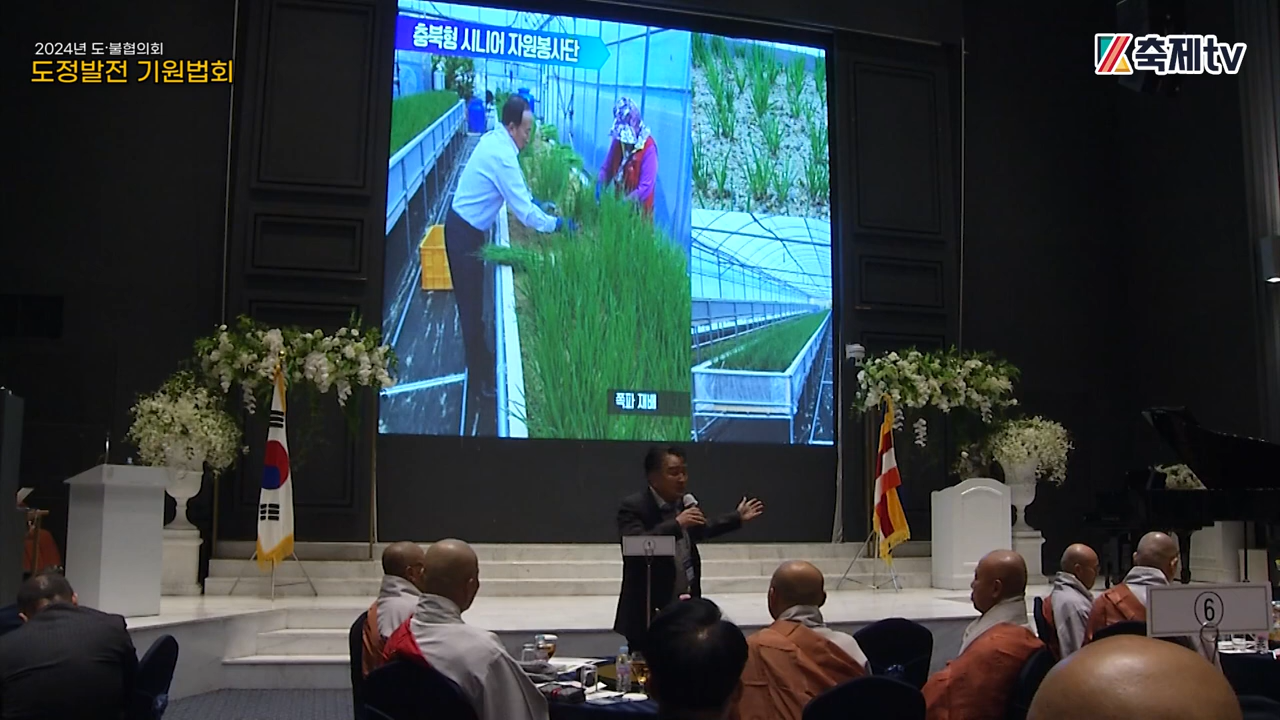 2024년 도·불협의회
도정발전 기원법회
축제tv
충북형 시니어 자원봉사단
쪽파 재배
1
6